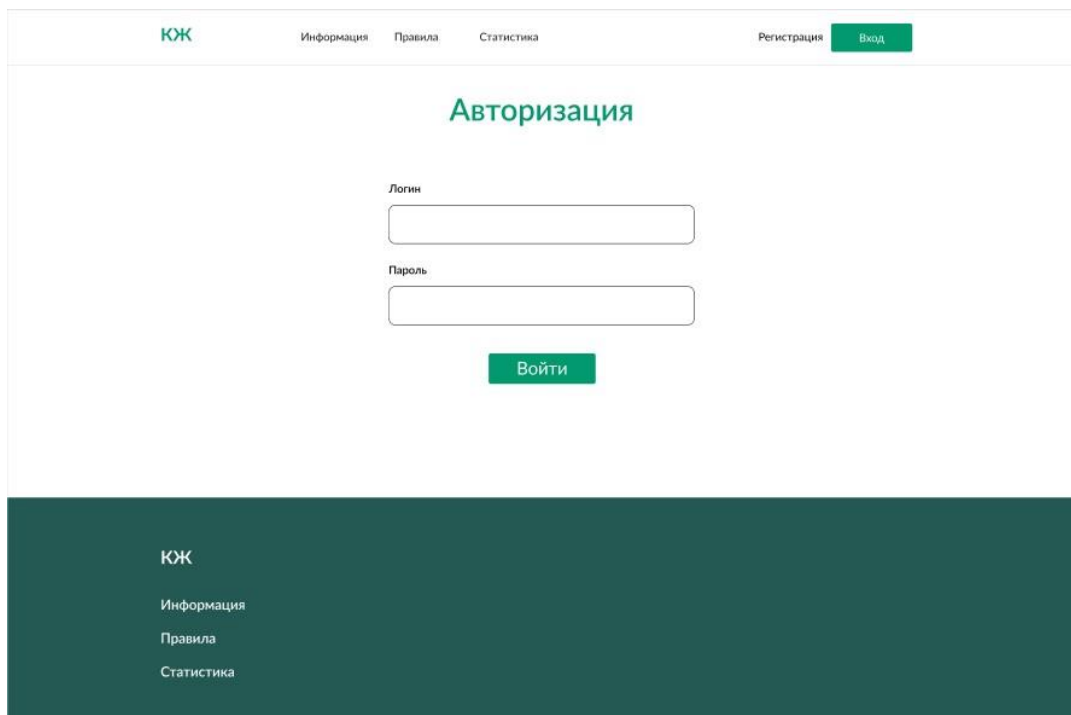 КЖ Информация Правила Статистика Регистрация Вход
Авторизация
Логин
Пароль
Войти
КЖ
Информация
Правила
Статистика